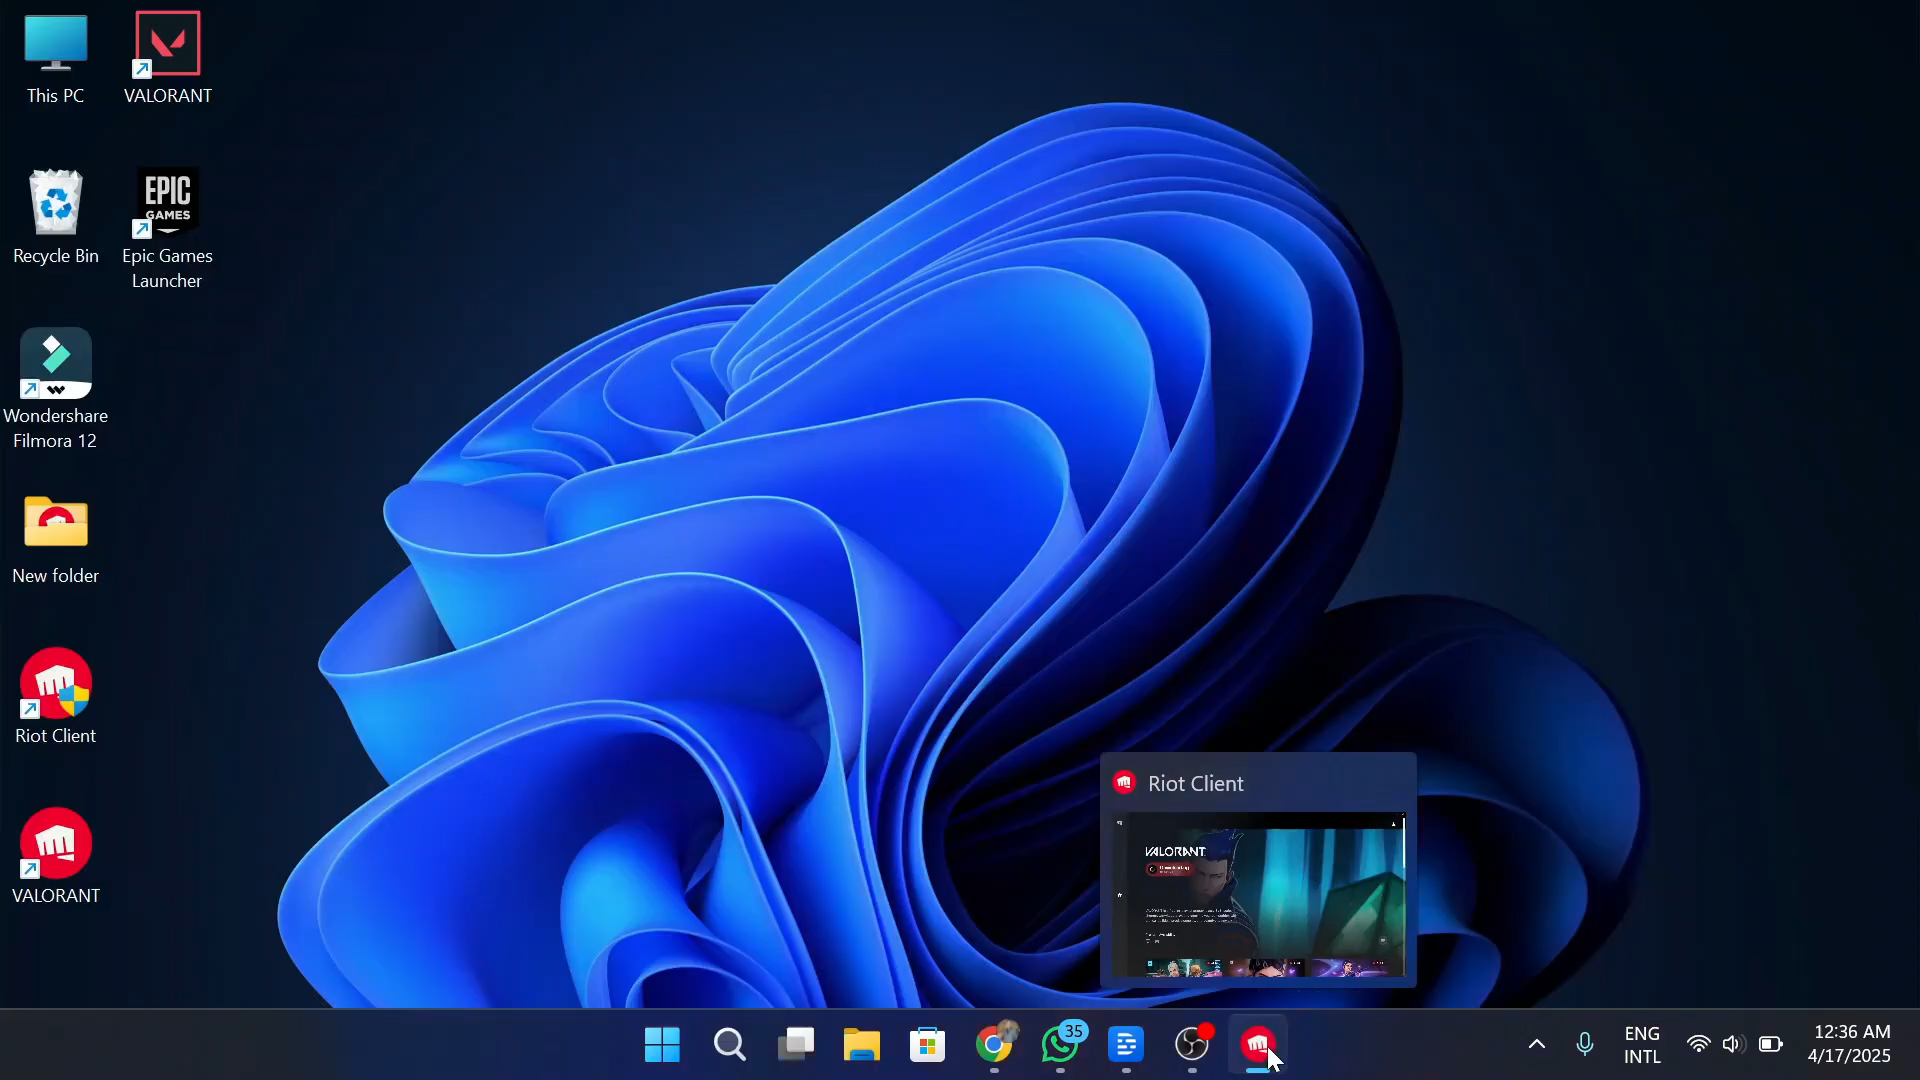 This PC
VALORANT
Recycle Bin
EPIC
GAMES
Epic Games
Launcher
Wondershare
Filmora 12
New folder
Riot Client
VALORANT
Riot Client
VALORANT
35
ENG
INTL
12:36 AM
4/17/2025